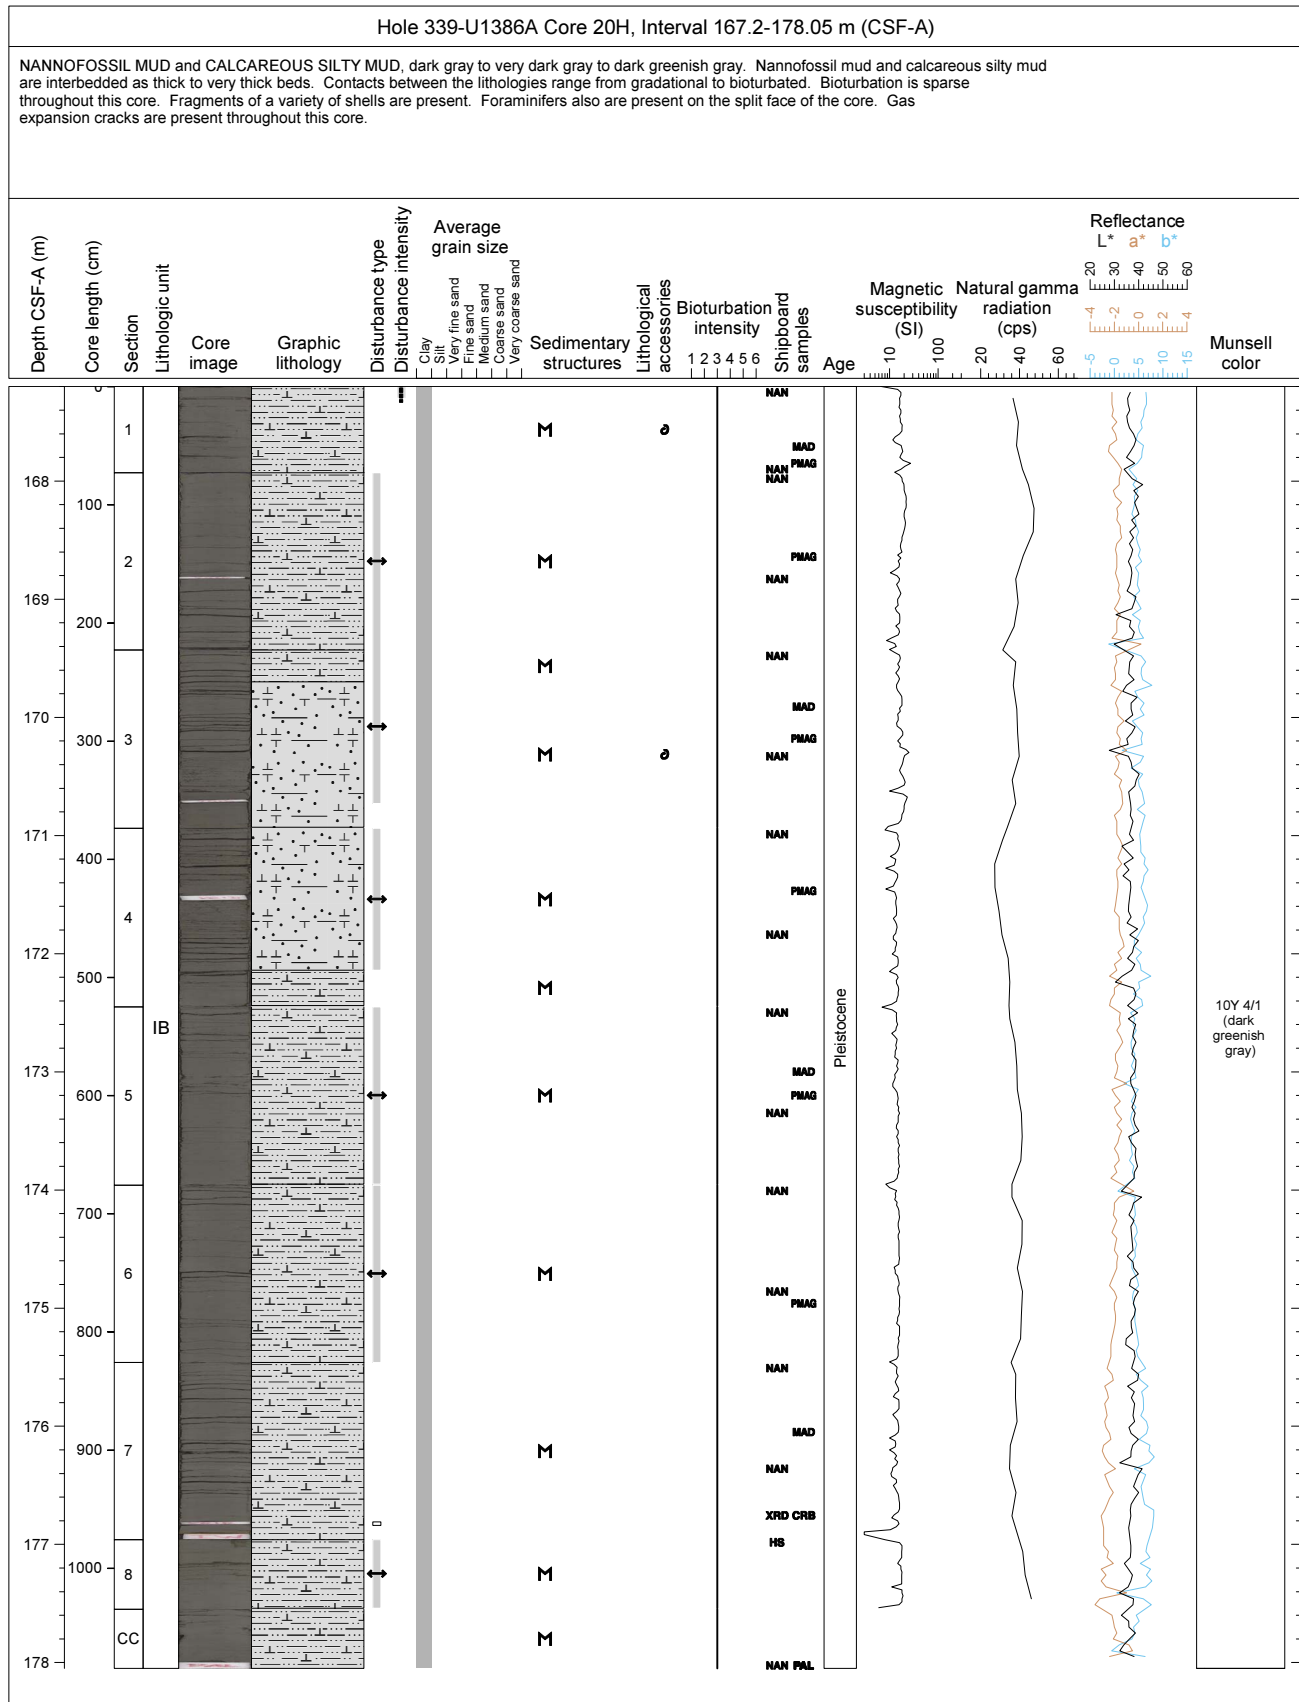 Hole 339-U1386A Core 20H, Interval 167.2-178.05 m (CSF-A)
NANNOFOSSIL MUD and CALCAREOUS SILTY MUD, dark gray to very dark gray to dark greenish gray. Nannofossil mud and calcareous silty mud
are interbedded as thick to very thick beds. Contacts between the lithologies range from gradational to bioturbated. Bioturbation is sparse
throughout this core. Fragments of a variety of shells are present. Foraminifers also are present on the split face of the core. Gas
expansion cracks are present throughout this core.
Depth CSF-A (m)
Core length (cm)
Section
Lithologic unit
Core
image
Graphic
lithology
Disturbance type
Disturbance intensity
Average
grain size
Clay
Silt
Very fine sand
Fine sand
Medium sand
Coarse sand
Very coarse sand
Sedimentary
structures
Lithological
accessories
Bioturbation
intensity
1 2 3 4 5 6
Shipboard
samples
Age
Magnetic
susceptibility
(SI)
10 100
Natural gamma
radiation
(cps)
20 40 60
Reflectance
L* a* b*
20 30 40 50 60
-4 -2 0 2 4
-5 0 5 10 15
Munsell
color
168
169
170
171
172
173
174
175
176
177
178
0
100
200
300
400
500
600
700
800
900
1000
1
2
3
4
5
6
7
8
CC
IB
M
M
M
M
M
M
M
M
M
M
M
NAN
MAD
PMAG
NAN
NAN
PMAG
NAN
NAN
MAD
PMAG
NAN
NAN
PMAG
NAN
NAN
MAD
PMAG
NAN
NAN
NAN
PMAG
NAN
MAD
NAN
XRD CRB
HS
NAN PAL
Pleistocene
10Y 4/1
(dark
greenish
gray)